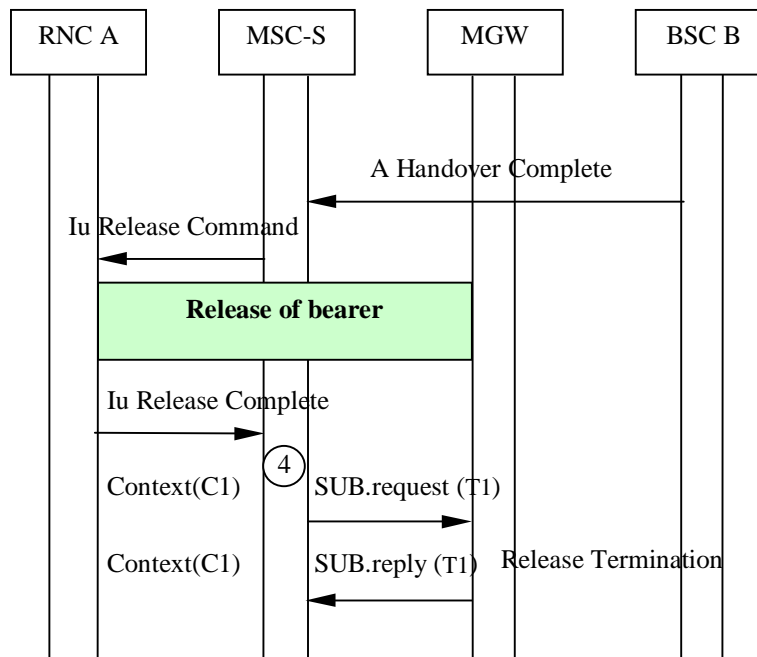 RNC A MSC-S MGW BSC B
A Handover Complete
Iu Release Command
Release of bearer
Iu Release Complete
4
Context(C1) SUB.request (T1)
Context(C1) SUB.reply (T1) Release Termination